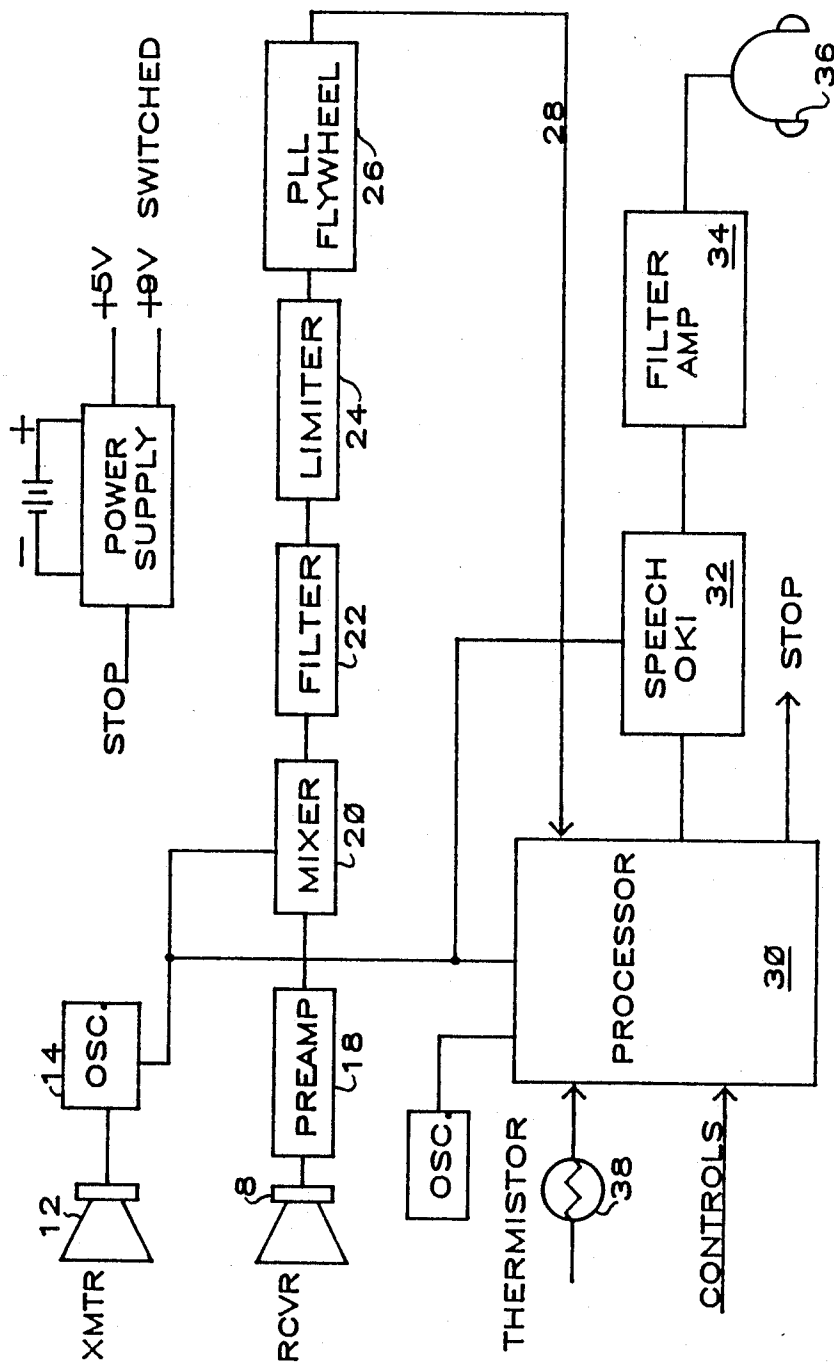 STOP
- +
POWER
SUPPLY
+5V
+9V SWITCHED
XMTR
12
14
OSC.
RCVR
8
PREAMP
18
MIXER
20
FILTER
22
LIMITER
24
PLL
FLYWHEEL
26
28
OSC.
THERMISTOR
38
CONTROLS
PROCESSOR
30
SPEECH
OKI
32
STOP
FILTER
AMP
34
36